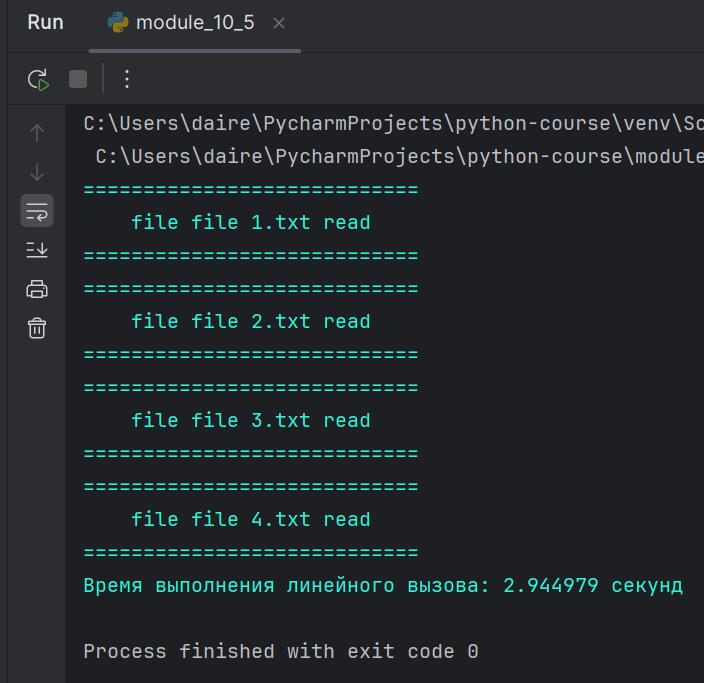 Run module_10_5
C:\Users\daire\PycharmProjects\python-course\venv\Sc
C:\Users\daire\PycharmProjects\python-course\module
============================
file file 1.txt read
============================
============================
file file 2.txt read
============================
============================
file file 3.txt read
============================
============================
file file 4.txt read
============================
Время выполнения линейного вызова: 2.944979 секунд
Process finished with exit code 0